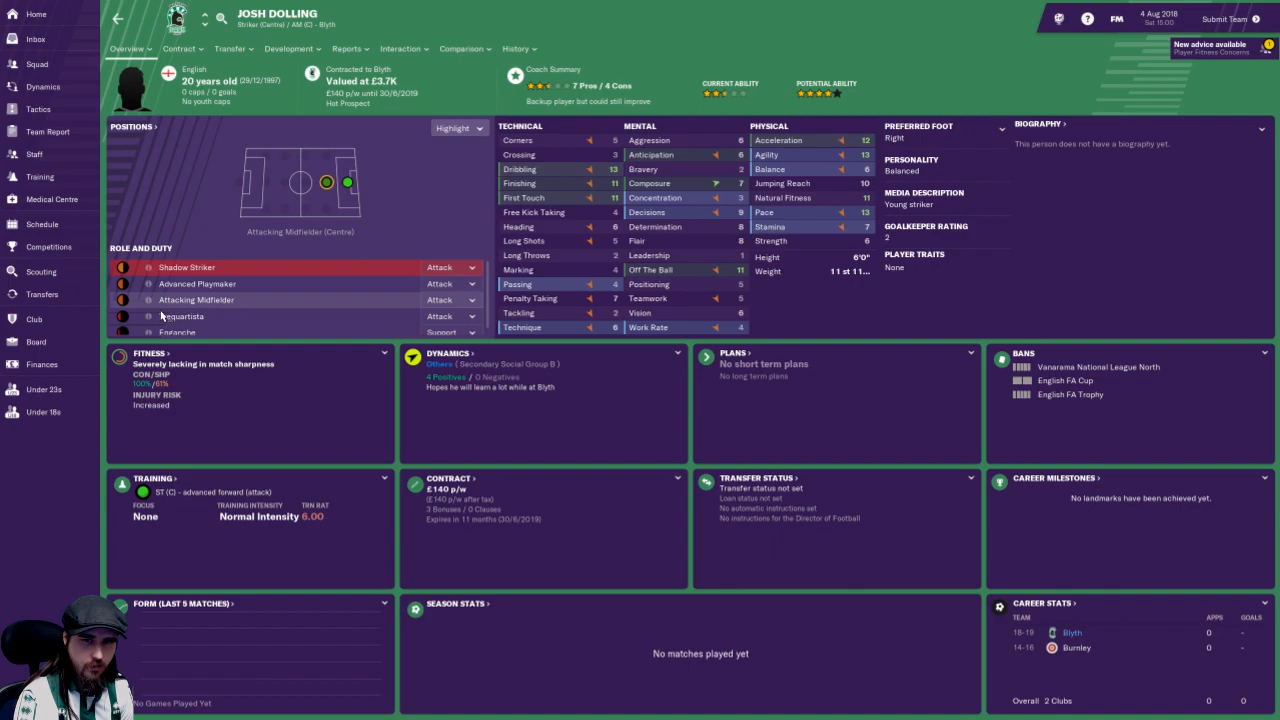 Home
Inbox
Squad
Dynamics
Tactics
Team Report
Staff
Training
Medical Centre
Schedule
Competitions
Scouting
Transfers
Club
Board
Finances
Under 23s
Under 18s
JOSH DOLLING
Striker (Centre) / AM (C) - Blyth
FM
4 Aug 2018
Sat 15:00
Submit Team
New advice available
Player Fitness Concerns
Overview
Contract
Transfer
Development
Reports
Interaction
Comparison
History
English
20 years old (29/12/1997)
0 caps / 0 goals
No youth caps
Contracted to Blyth
Valued at £3.7K
£140 p/w until 30/6/2019
Hot Prospect
Coach Summary
7 Pros / 4 Cons
Backup player but could still improve
CURRENT ABILITY
POTENTIAL ABILITY
POSITIONS
Highlight
Attacking Midfielder (Centre)
ROLE AND DUTY
Shadow Striker Attack
Advanced Playmaker Attack
Attacking Midfielder Attack
equartista Attack
Enganche Support
TECHNICAL
Corners 5
Crossing 3
Dribbling 13
Finishing 11
First Touch 11
Free Kick Taking 4
Heading 6
Long Shots 5
Long Throws 2
Marking 4
Passing 4
Penalty Taking 7
Tackling 2
Technique 6
MENTAL
Aggression 6
Anticipation 6
Bravery 2
Composure 7
Concentration 3
Decisions 9
Determination 8
Flair 8
Leadership 1
Off The Ball 11
Positioning 5
Teamwork 5
Vision 6
Work Rate 4
PHYSICAL
Acceleration 12
Agility 13
Balance 6
Jumping Reach 10
Natural Fitness 11
Pace 13
Stamina 7
Strength 6
Height 6'0"
Weight 11 st 11...
PREFERRED FOOT
Right
PERSONALITY
Balanced
MEDIA DESCRIPTION
Young striker
GOALKEEPER RATING
2
PLAYER TRAITS
None
BIOGRAPHY
This person does not have a biography yet.
FITNESS
Severely lacking in match sharpness
CON/SHP
100%/61%
INJURY RISK
Increased
DYNAMICS
Others (Secondary Social Group B)
4 Positives / 0 Negatives
Hopes he will learn a lot while at Blyth
PLANS
No short term plans
No long term plans
BANS
Vanarama National League North
English FA Cup
English FA Trophy
TRAINING
ST (C) - advanced forward (attack)
FOCUS
None
TRAINING INTENSITY
Normal Intensity
TRN RAT
6.00
CONTRACT
£140 p/w
(£140 p/w after tax)
3 Bonuses / 0 Clauses
Expires in 11 months (30/6/2019)
TRANSFER STATUS
Transfer status not set
Loan status not set
No automatic instructions set
No instructions for the Director of Football
CAREER MILESTONES
No landmarks have been achieved yet.
FORM (LAST 5 MATCHES)
No Games Played Yet
SEASON STATS
No matches played yet
CAREER STATS
TEAM APPS GOALS
18-19 Blyth 0 -
14-16 Burnley 0 -
Overall 2 Clubs 0 0